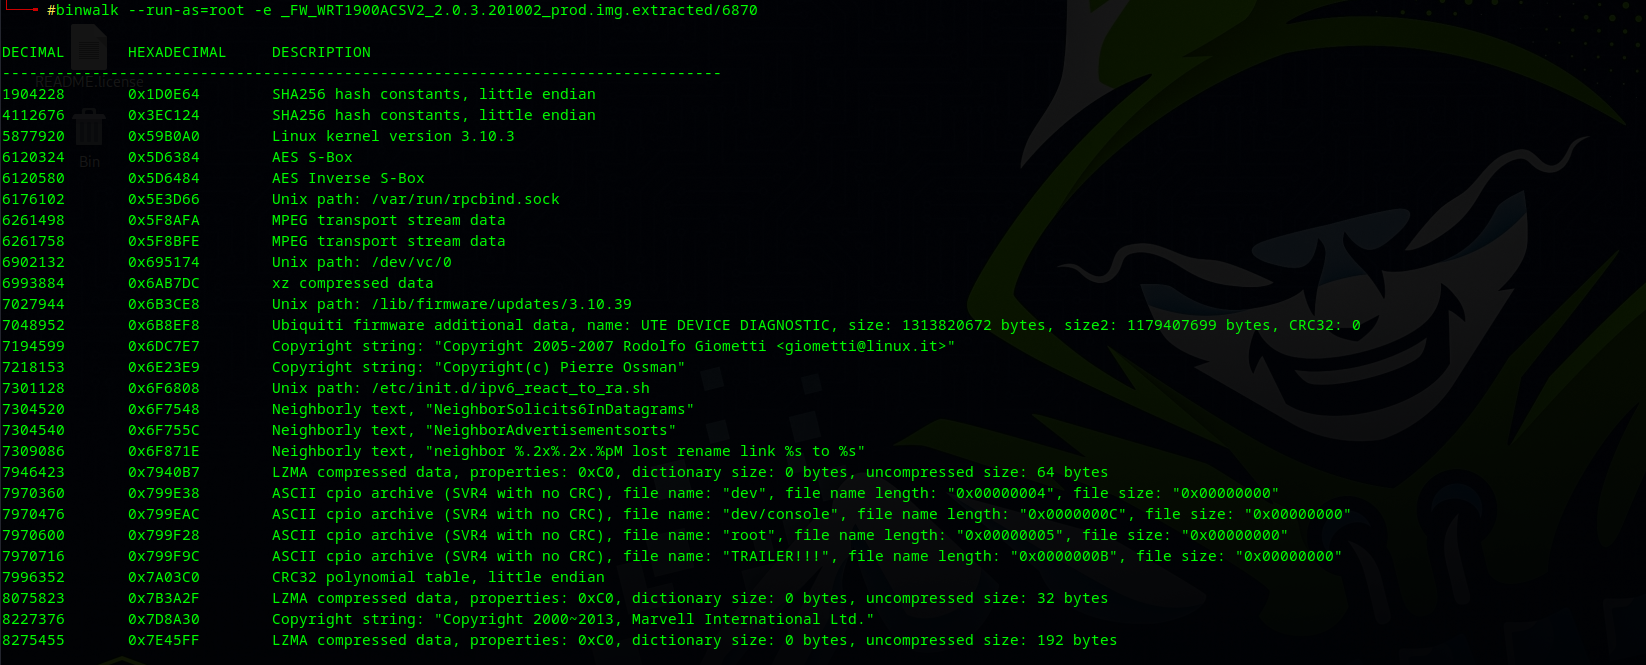 #binwalk --run-as=root -e _FW_WRT1900ACSV2_2.0.3.201002_prod.img.extracted/6870
DECIMAL HEXADECIMAL DESCRIPTION
--------------------------------------------------------------------------------
README.license
1904228 0x1D0E64 SHA256 hash constants, little endian
4112676 0x3EC124 SHA256 hash constants, little endian
5877920 0x59B0A0 Linux kernel version 3.10.3
6120324 0x5D6384 AES S-Box
Bin
6120580 0x5D6484 AES Inverse S-Box
6176102 0x5E3D66 Unix path: /var/run/rpcbind.sock
6261498 0x5F8AFA MPEG transport stream data
6261758 0x5F8BFE MPEG transport stream data
6902132 0x695174 Unix path: /dev/vc/0
6993884 0x6AB7DC xz compressed data
7027944 0x6B3CE8 Unix path: /lib/firmware/updates/3.10.39
7048952 0x6B8EF8 Ubiquiti firmware additional data, name: UTE DEVICE DIAGNOSTIC, size: 1313820672 bytes, size2: 1179407699 bytes, CRC32: 0
7194599 0x6DC7E7 Copyright string: "Copyright 2005-2007 Rodolfo Giometti <giometti@linux.it>"
7218153 0x6E23E9 Copyright string: "Copyright(c) Pierre Ossman"
7301128 0x6F6808 Unix path: /etc/init.d/ipv6_react_to_ra.sh
7304520 0x6F7548 Neighborly text, "NeighborSolicits6InDatagrams"
7304540 0x6F755C Neighborly text, "NeighborAdvertisementsorts"
7309086 0x6F871E Neighborly text, "neighbor %.2x%.2x.%pM lost rename link %s to %s"
7946423 0x7940B7 LZMA compressed data, properties: 0xC0, dictionary size: 0 bytes, uncompressed size: 64 bytes
7970360 0x799E38 ASCII cpio archive (SVR4 with no CRC), file name: "dev", file name length: "0x00000004", file size: "0x00000000"
7970476 0x799EAC ASCII cpio archive (SVR4 with no CRC), file name: "dev/console", file name length: "0x0000000C", file size: "0x00000000"
7970600 0x799F28 ASCII cpio archive (SVR4 with no CRC), file name: "root", file name length: "0x00000005", file size: "0x00000000"
7970716 0x799F9C ASCII cpio archive (SVR4 with no CRC), file name: "TRAILER!!!", file name length: "0x0000000B", file size: "0x00000000"
7996352 0x7A03C0 CRC32 polynomial table, little endian
8075823 0x7B3A2F LZMA compressed data, properties: 0xC0, dictionary size: 0 bytes, uncompressed size: 32 bytes
8227376 0x7D8A30 Copyright string: "Copyright 2000~2013, Marvell International Ltd."
8275455 0x7E45FF LZMA compressed data, properties: 0xC0, dictionary size: 0 bytes, uncompressed size: 192 bytes